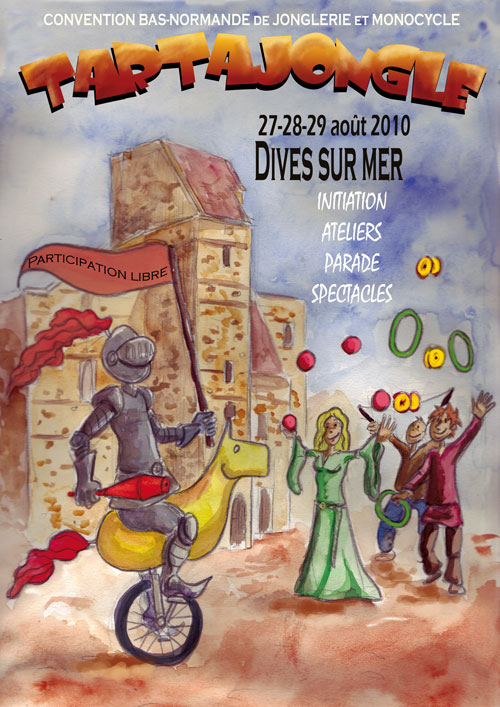 CONVENTION BAS-NORMANDE DE JONGLERIE ET MONOCYCLE
TARTAJONGLE
27-28-29 août 2010
DIVES SUR MER
INITIATION
ATELIERS
PARADE
SPECTACLES
PARTICIPATION LIBRE